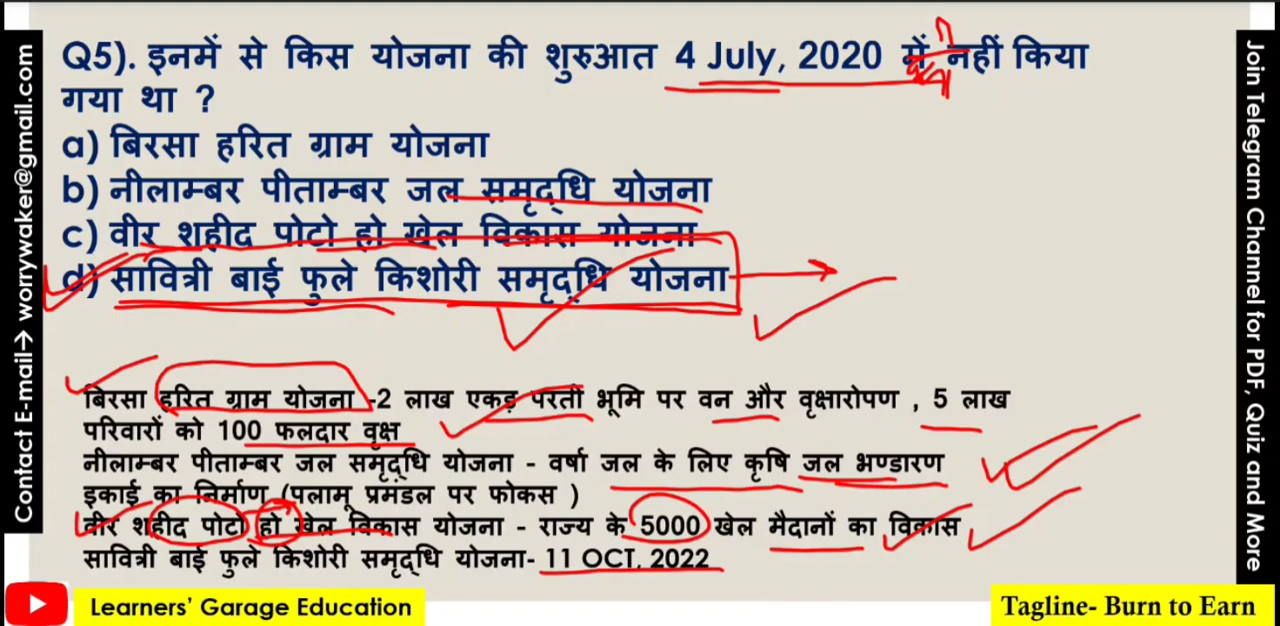 Q5). इनमें से किस योजना की शुरुआत 4 July, 2020 में नहीं किया
गया था ?
a) बिरसा हरित ग्राम योजना
b) नीलाम्बर पीताम्बर जल समृद्धि योजना
c) वीर शहीद पोटो हो खेल विकास योजना
d) सावित्री बाई फुले किशोरी समृद्धि योजना
बिरसा हरित ग्राम योजना -2 लाख एकड़ परती भूमि पर वन और वृक्षारोपण , 5 लाख
परिवारों को 100 फलदार वृक्ष
नीलाम्बर पीताम्बर जल समृद्धि योजना - वर्षा जल के लिए कृषि जल भण्डारण
इकाई का निर्माण (पलामू प्रमंडल पर फोकस )
वीर शहीद पोटो हो खेल विकास योजना - राज्य के 5000 खेल मैदानों का विकास
सावित्री बाई फुले किशोरी समृद्धि योजना- 11 OCT, 2022
Learners’ Garage Education
Tagline- Burn to Earn
Contact E-mail→ worrywaker@gmail.com
Join Telegram Channel for PDF, Quiz and More